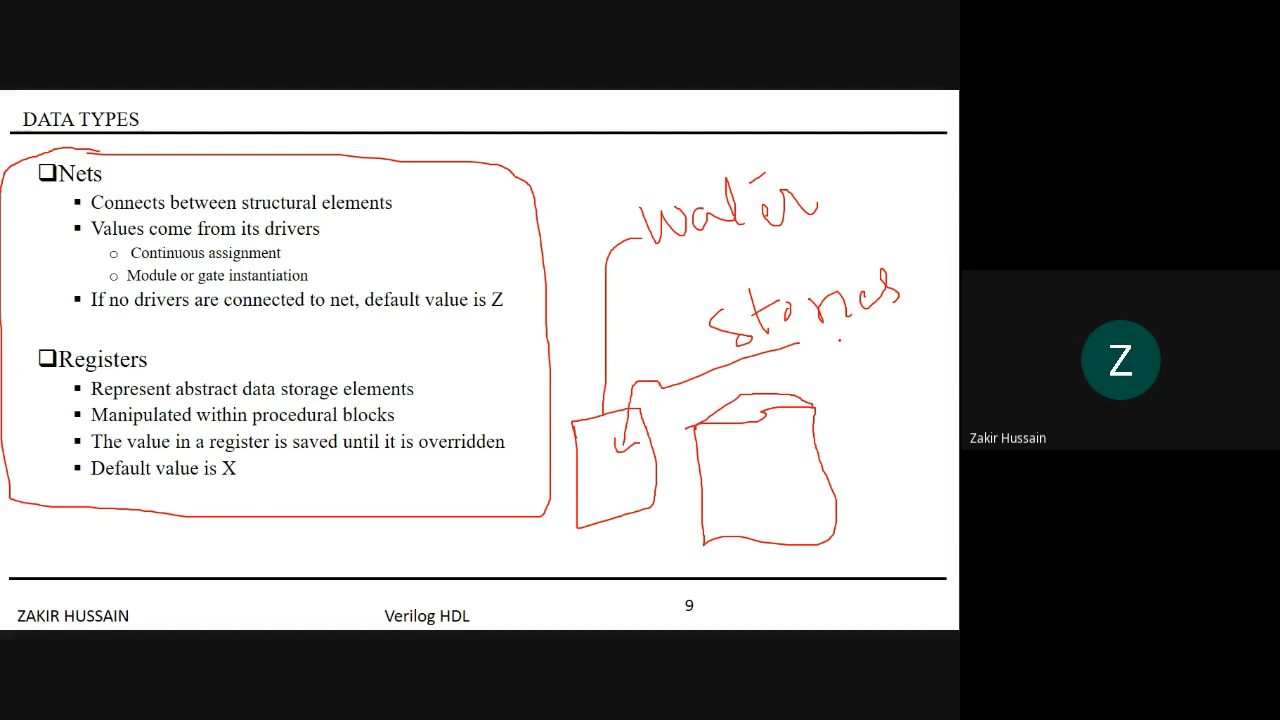 DATA TYPES
❑Nets
▪ Connects between structural elements
▪ Values come from its drivers
o Continuous assignment
o Module or gate instantiation
▪ If no drivers are connected to net, default value is Z
❑Registers
▪ Represent abstract data storage elements
▪ Manipulated within procedural blocks
▪ The value in a register is saved until it is overridden
▪ Default value is X
water
stones
ZAKIR HUSSAIN
Verilog HDL
9
Z
Zakir Hussain